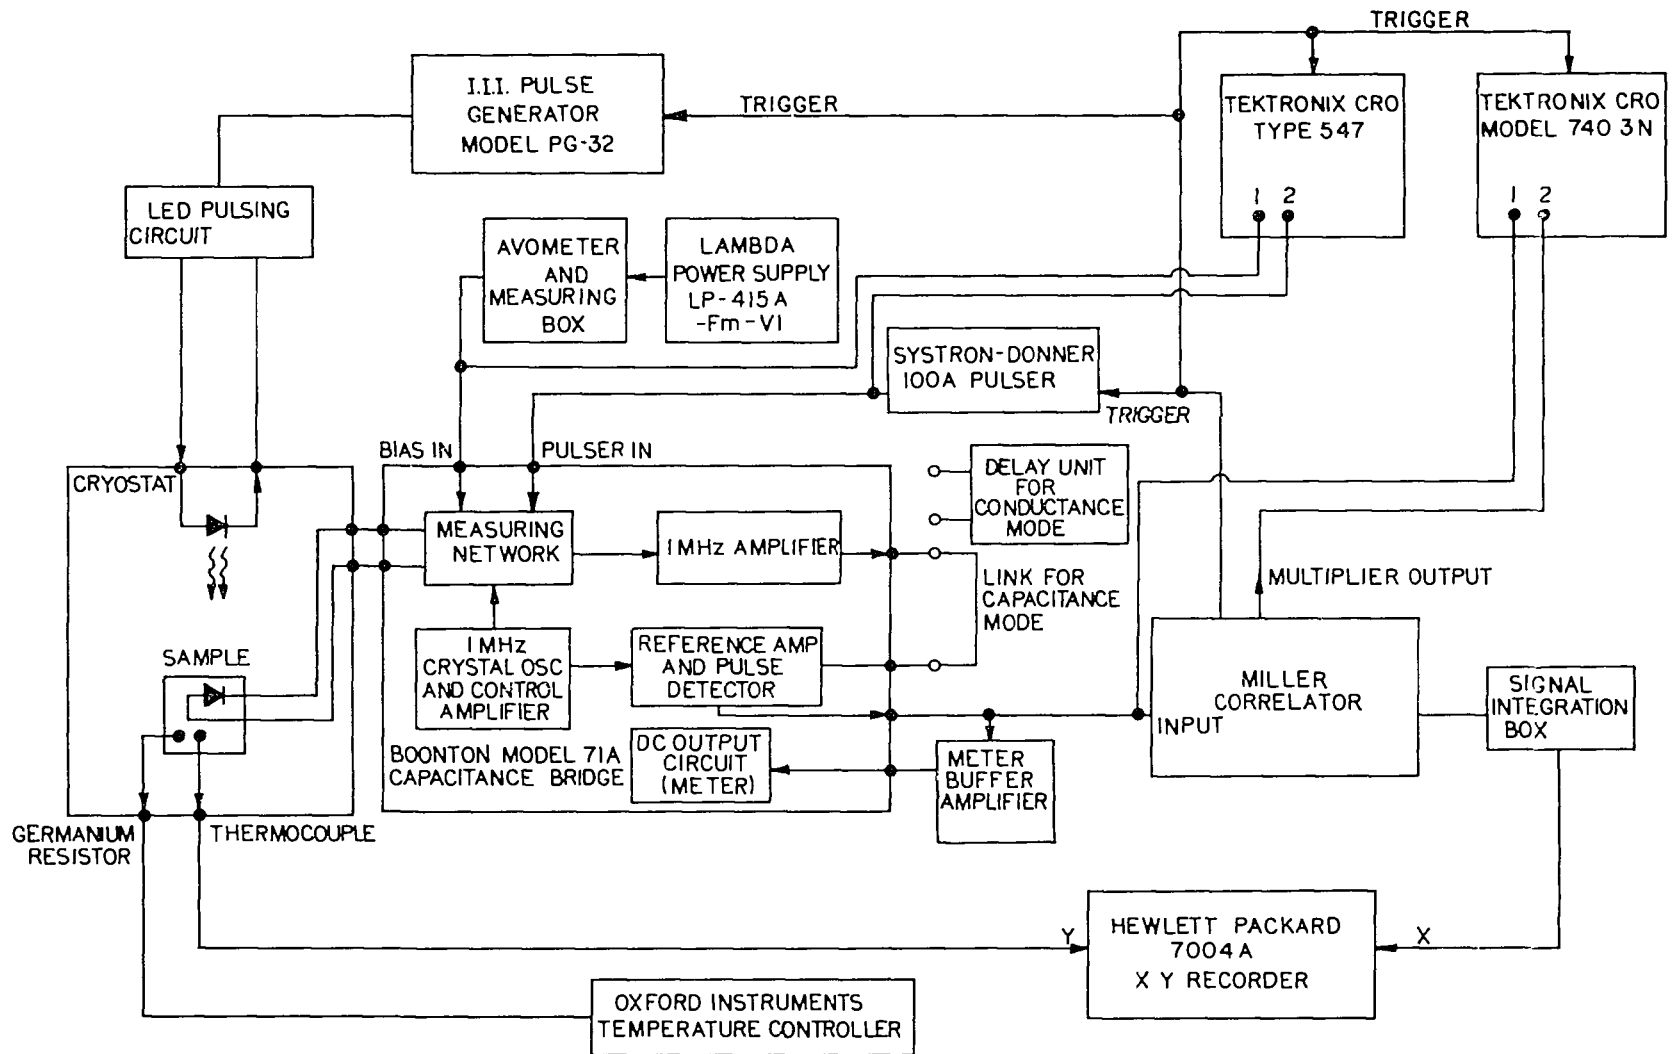 TRIGGER
I.I.I. PULSE
GENERATOR
MODEL PG-32
TRIGGER
TEKTRONIX CRO
TYPE 547
1 2
TEKTRONIX CRO
MODEL 740 3N
1 2
LED PULSING
CIRCUIT
AVOMETER
AND
MEASURING
BOX
LAMBDA
POWER SUPPLY
LP-415A
-Fm-VI
SYSTRON-DONNER
100A PULSER
TRIGGER
BIAS IN
PULSER IN
CRYOSTAT
MEASURING
NETWORK
1MHz AMPLIFIER
DELAY UNIT
FOR
CONDUCTANCE
MODE
LINK FOR
CAPACITANCE
MODE
MULTIPLIER OUTPUT
SAMPLE
1MHz
CRYSTAL OSC
AND CONTROL
AMPLIFIER
REFERENCE AMP
AND PULSE
DETECTOR
MILLER
CORRELATOR
INPUT
SIGNAL
INTEGRATION
BOX
BOONTON MODEL 71A
CAPACITANCE BRIDGE
DC OUTPUT
CIRCUIT
(METER)
METER
BUFFER
AMPLIFIER
GERMANIUM
RESISTOR
THERMOCOUPLE
Y
HEWLETT PACKARD
7004A
X Y RECORDER
X
OXFORD INSTRUMENTS
TEMPERATURE CONTROLLER